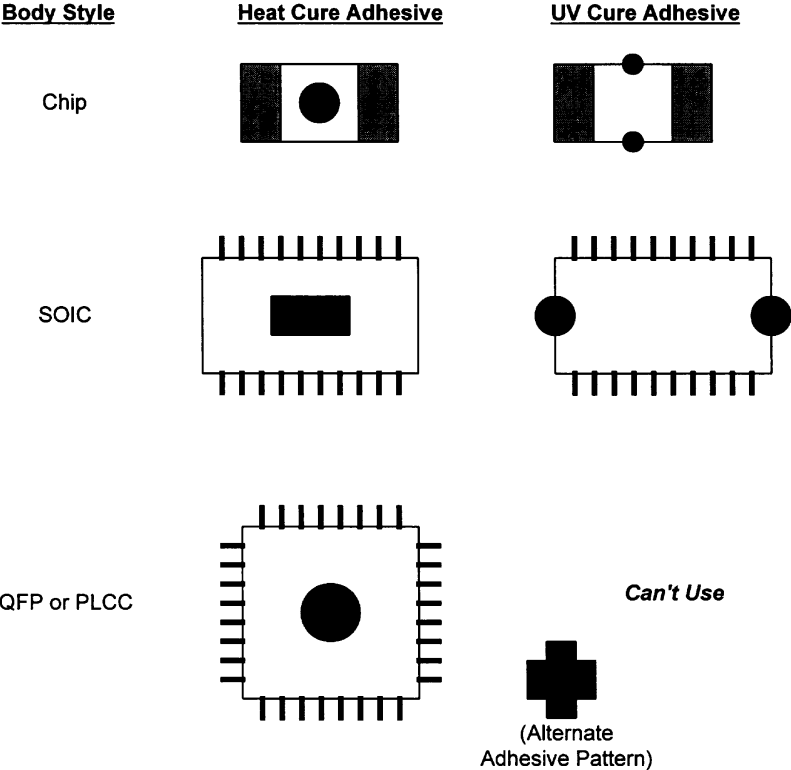 Body Style
Heat Cure Adhesive
UV Cure Adhesive
Chip
SOIC
QFP or PLCC
Can't Use
(Alternate
Adhesive Pattern)